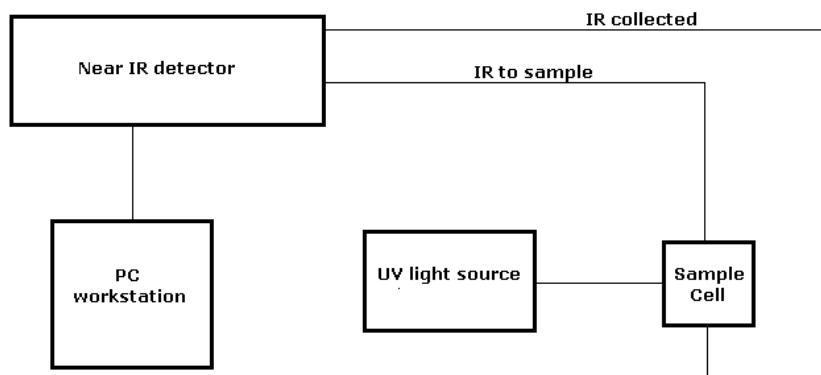 IR collected
Near IR detector
IR to sample
PC
workstation
UV light source
Sample
Cell